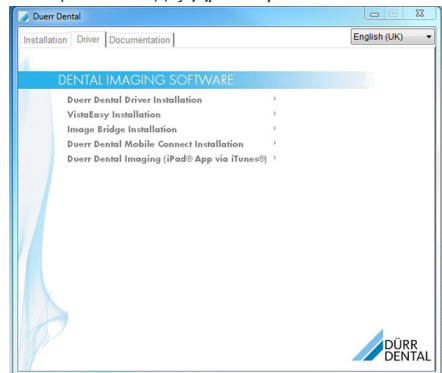 Duerr Dental
Installation Driver Documentation English (UK)
DENTAL IMAGING SOFTWARE
Duerr Dental Driver Installation
VistaEasy Installation
Image Bridge Installation
Duerr Dental Mobile Connect Installation
Duerr Dental Imaging (iPad® App via iTunes®)
DÜRR
DENTAL